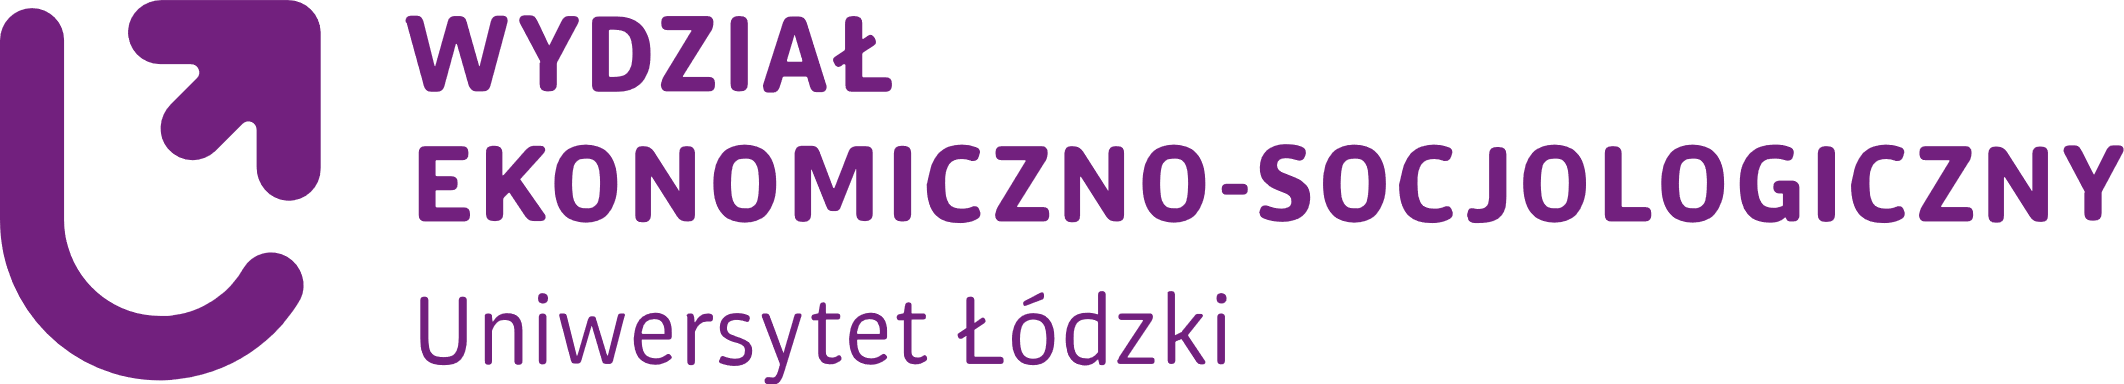 WYDZIAŁ
EKONOMICZNO-SOCJOLOGICZNY
Uniwersytet Łódzki